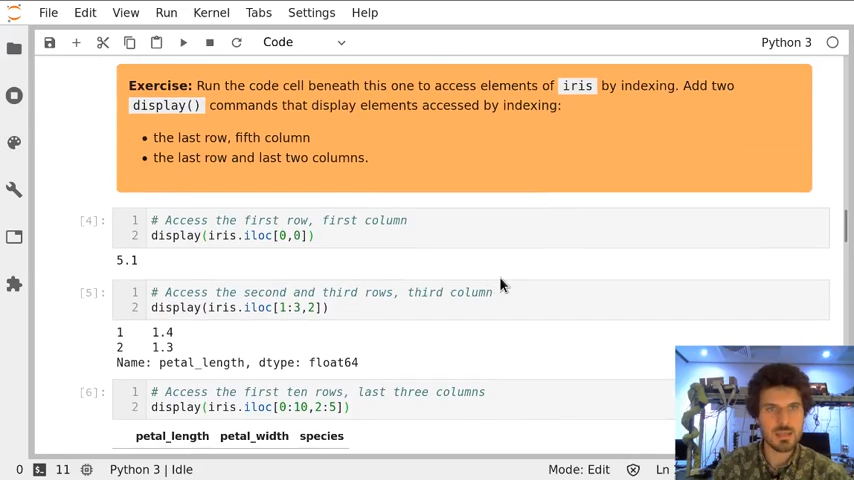 File Edit View Run Kernel Tabs Settings Help
Code
Python 3
Exercise: Run the code cell beneath this one to access elements of iris by indexing. Add two
display() commands that display elements accessed by indexing:
• the last row, fifth column
• the last row and last two columns.
[4]:
1 # Access the first row, first column
2 display(iris.iloc[0,0])
5.1
[5]:
1 # Access the second and third rows, third column
2 display(iris.iloc[1:3,2])
1 1.4
2 1.3
Name: petal_length, dtype: float64
[6]:
1 # Access the first ten rows, last three columns
2 display(iris.iloc[0:10,2:5])
petal_length petal_width species
0 11 Python 3 | Idle Mode: Edit Ln